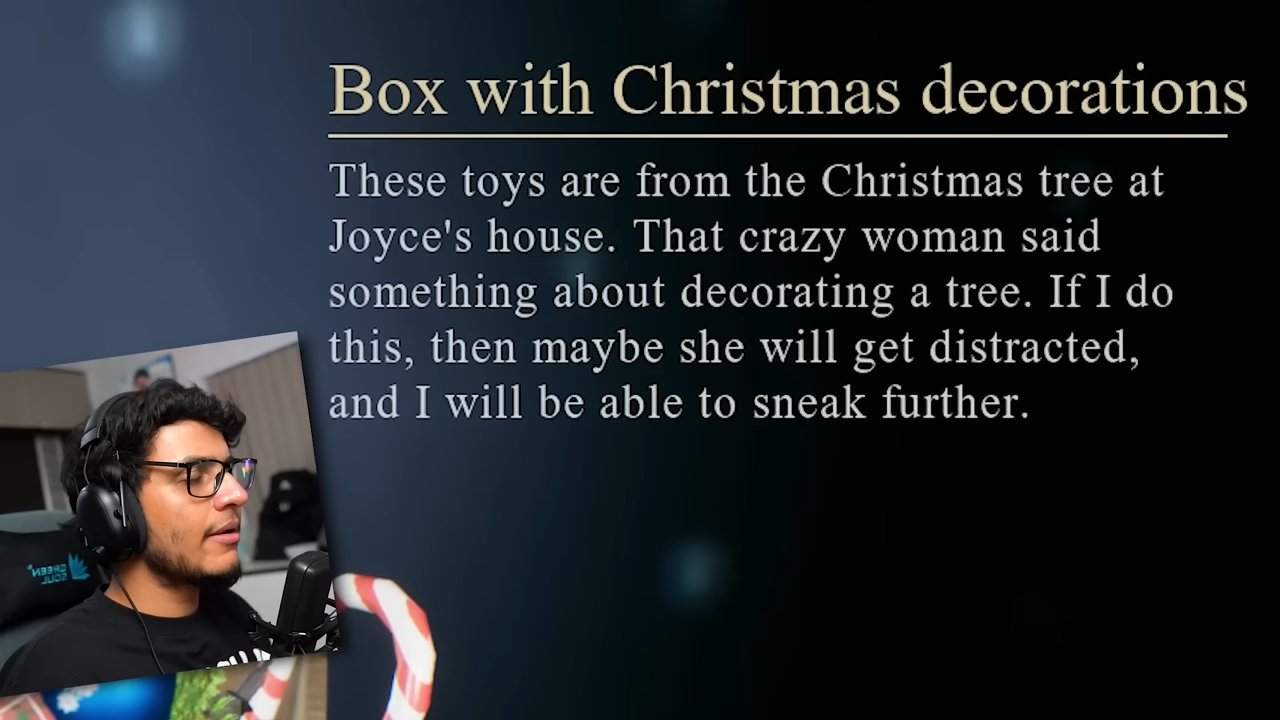 Box with Christmas decorations
These toys are from the Christmas tree at
Joyce's house. That crazy woman said
something about decorating a tree. If I do
this, then maybe she will get distracted,
and I will be able to sneak further.
GREEN
SOUL